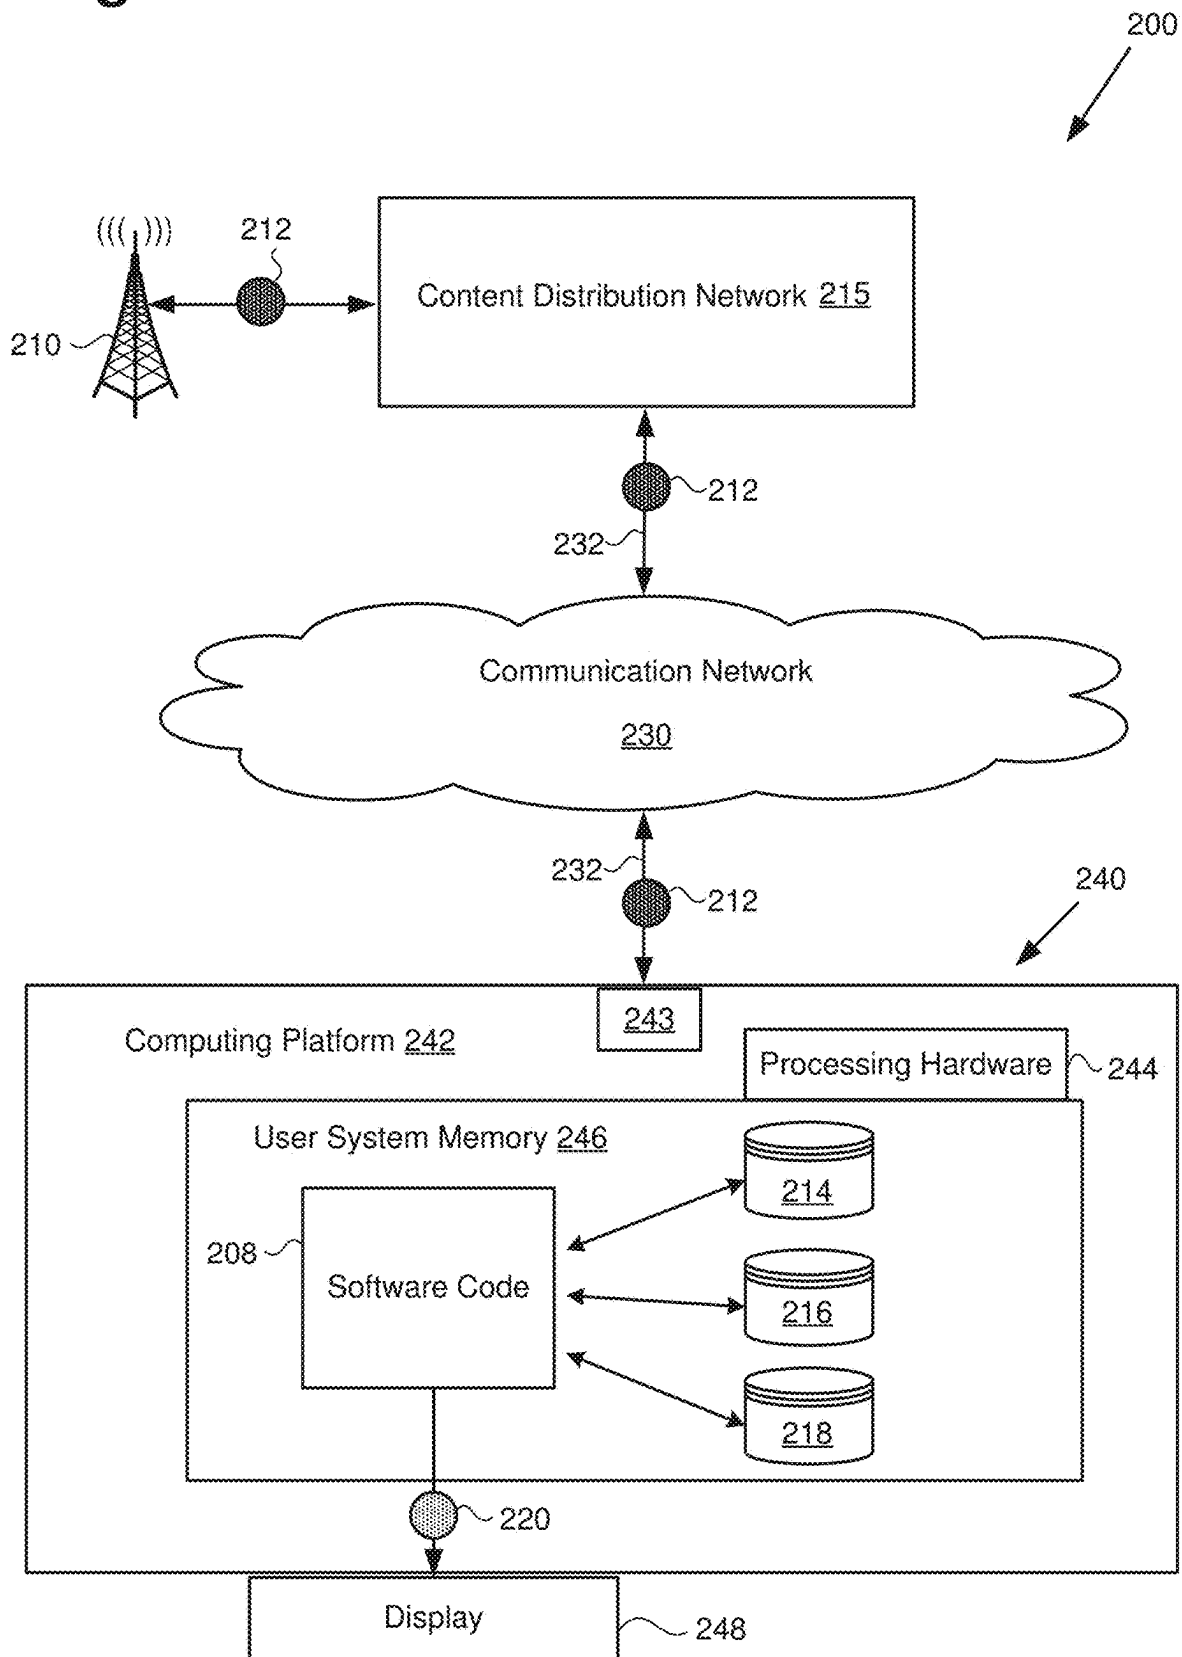 200
((( )))
212
Content Distribution Network 215
210
212
232
Communication Network
230
232
212
240
243
Computing Platform 242
Processing Hardware
244
User System Memory 246
214
208
Software Code
216
218
220
Display
248